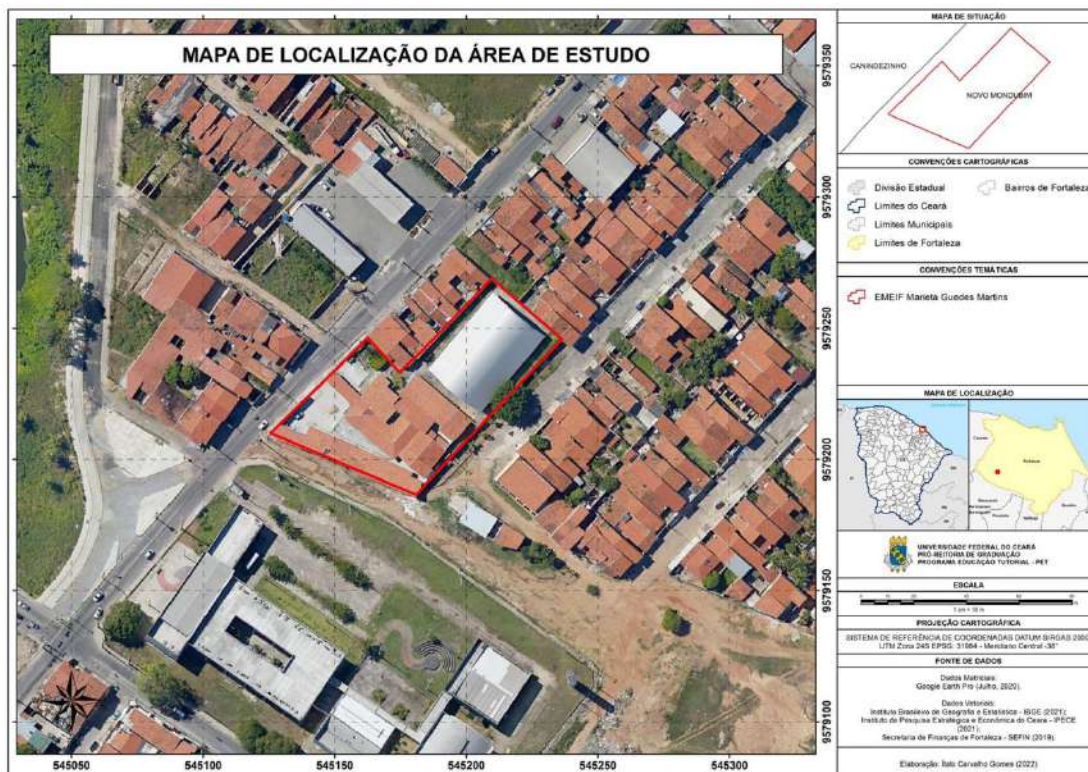 MAPA DE LOCALIZAÇÃO DA ÁREA DE ESTUDO
9579350
9579300
9579250
9579200
9579150
9579100
545050
545100
545150
545200
545250
545300
MAPA DE SITUAÇÃO
CANINDEZINHO
NOVO MONDUBIM
CONVENÇÕES CARTOGRÁFICAS
Divisão Estadual
Bairros de Fortaleza
Limites do Ceará
Limites Municipais
Limites de Fortaleza
CONVENÇÕES TEMÁTICAS
EMEIF Marieta Guedes Martins
MAPA DE LOCALIZAÇÃO
Fortaleza
UNIVERSIDADE FEDERAL DO CEARÁ
PRÓ-REITORIA DE GRADUAÇÃO
PROGRAMA EDUCAÇÃO TUTORIAL - PET
ESCALA
PROJEÇÃO CARTOGRÁFICA
SISTEMA DE REFERÊNCIA DE COORDENADAS DATUM SIRGAS 2000
UTM Zona 24S EPSG: 31984 - Meridiano Central -39°
FONTE DE DADOS
Dados Matriciais:
Google Earth Pro (Julho, 2020).
Dados Vetoriais:
Instituto Brasileiro de Geografia e Estatística - IBGE (2021);
Instituto de Pesquisa Estratégica e Econômica do Ceara - IPECE
(2021);
Secretaria de Finanças de Fortaleza - SEFIN (2019).
Elaboração: Italo Carvalho Gomes (2022)